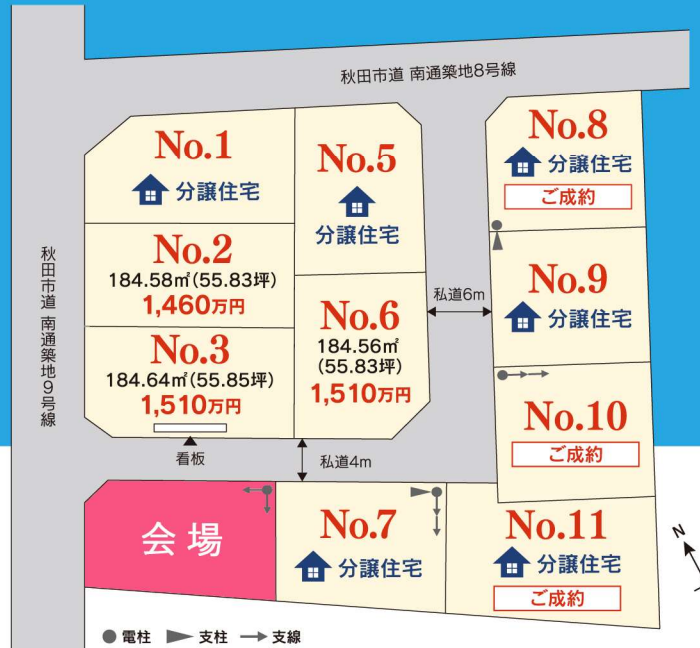 秋田市道 南通築地8号線
秋田市道 南通築地9号線
No.1
分譲住宅
No.2
184.58㎡(55.83坪)
1,460万円
No.3
184.64㎡(55.85坪)
1,510万円
看板
No.5
分譲住宅
No.6
184.56㎡
(55.83坪)
1,510万円
私道6m
私道4m
No.8
分譲住宅
ご成約
No.9
分譲住宅
No.10
ご成約
会場
No.7
分譲住宅
No.11
分譲住宅
ご成約
N
電柱 支柱 支線